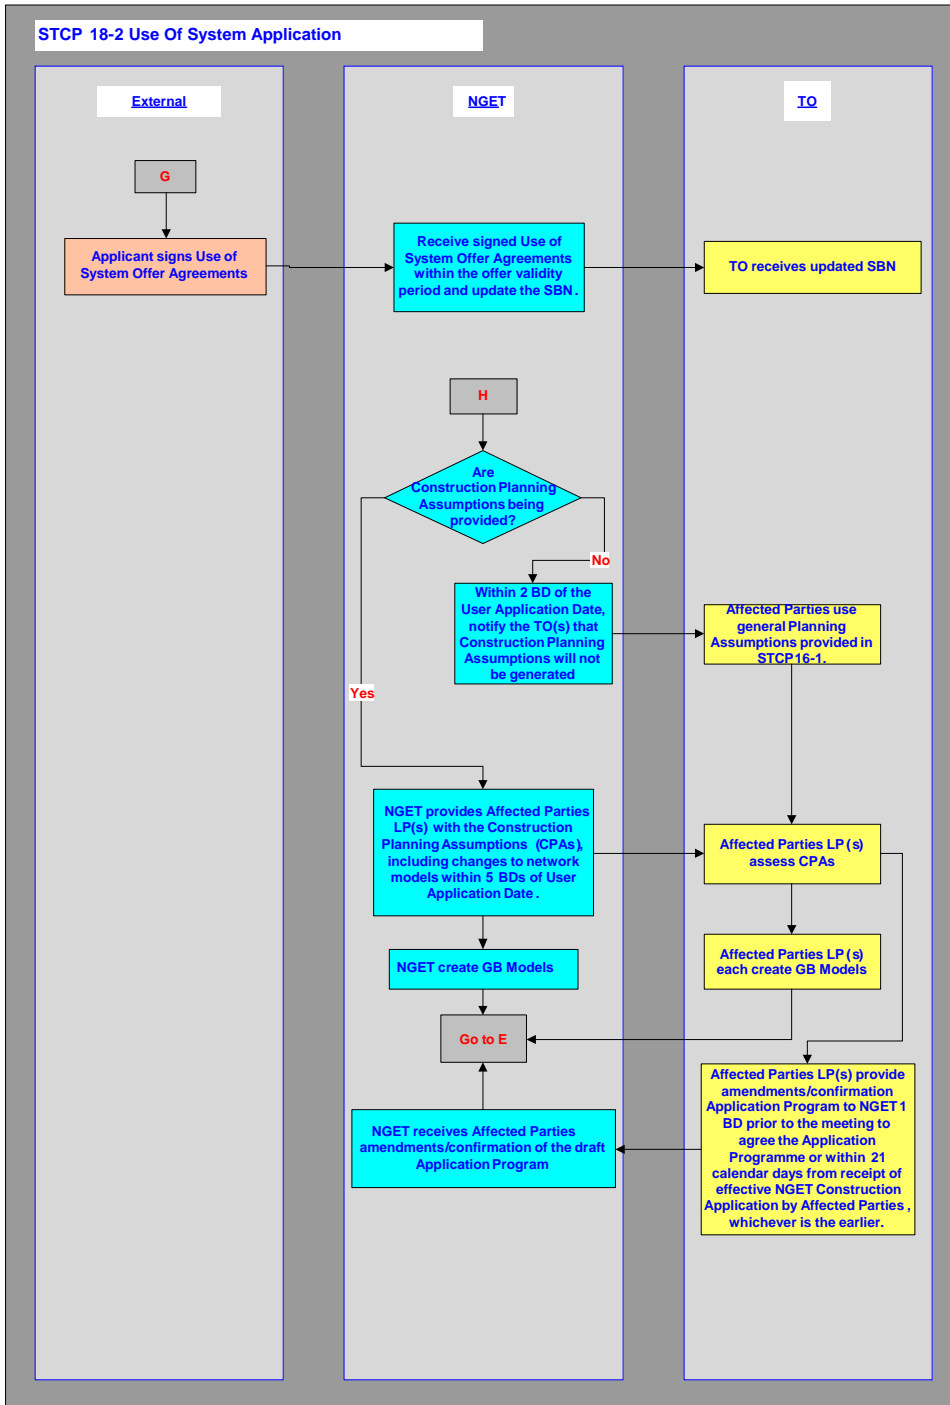 STCP 18-2 Use Of System Application
External
NGET
TO
G
Applicant signs Use of
System Offer Agreements
Receive signed Use of
System Offer Agreements
within the offer validity
period and update the SBN .
TO receives updated SBN
H
Are
Construction Planning
Assumptions being
provided?
No
Yes
Within 2 BD of the
User Application Date,
notify the TO(s) that
Construction Planning
Assumptions will not
be generated
Affected Parties use
general Planning
Assumptions provided in
STCP16-1.
NGET provides Affected Parties
LP(s) with the Construction
Planning Assumptions (CPAs),
including changes to network
models within 5 BDs of User
Application Date .
Affected Parties LP (s)
assess CPAs
NGET create GB Models
Affected Parties LP (s)
each create GB Models
Go to E
NGET receives Affected Parties
amendments/confirmation of the draft
Application Program
Affected Parties LP(s) provide
amendments/confirmation
Application Program to NGET 1
BD prior to the meeting to
agree the Application
Programme or within 21
calendar days from receipt of
effective NGET Construction
Application by Affected Parties ,
whichever is the earlier.